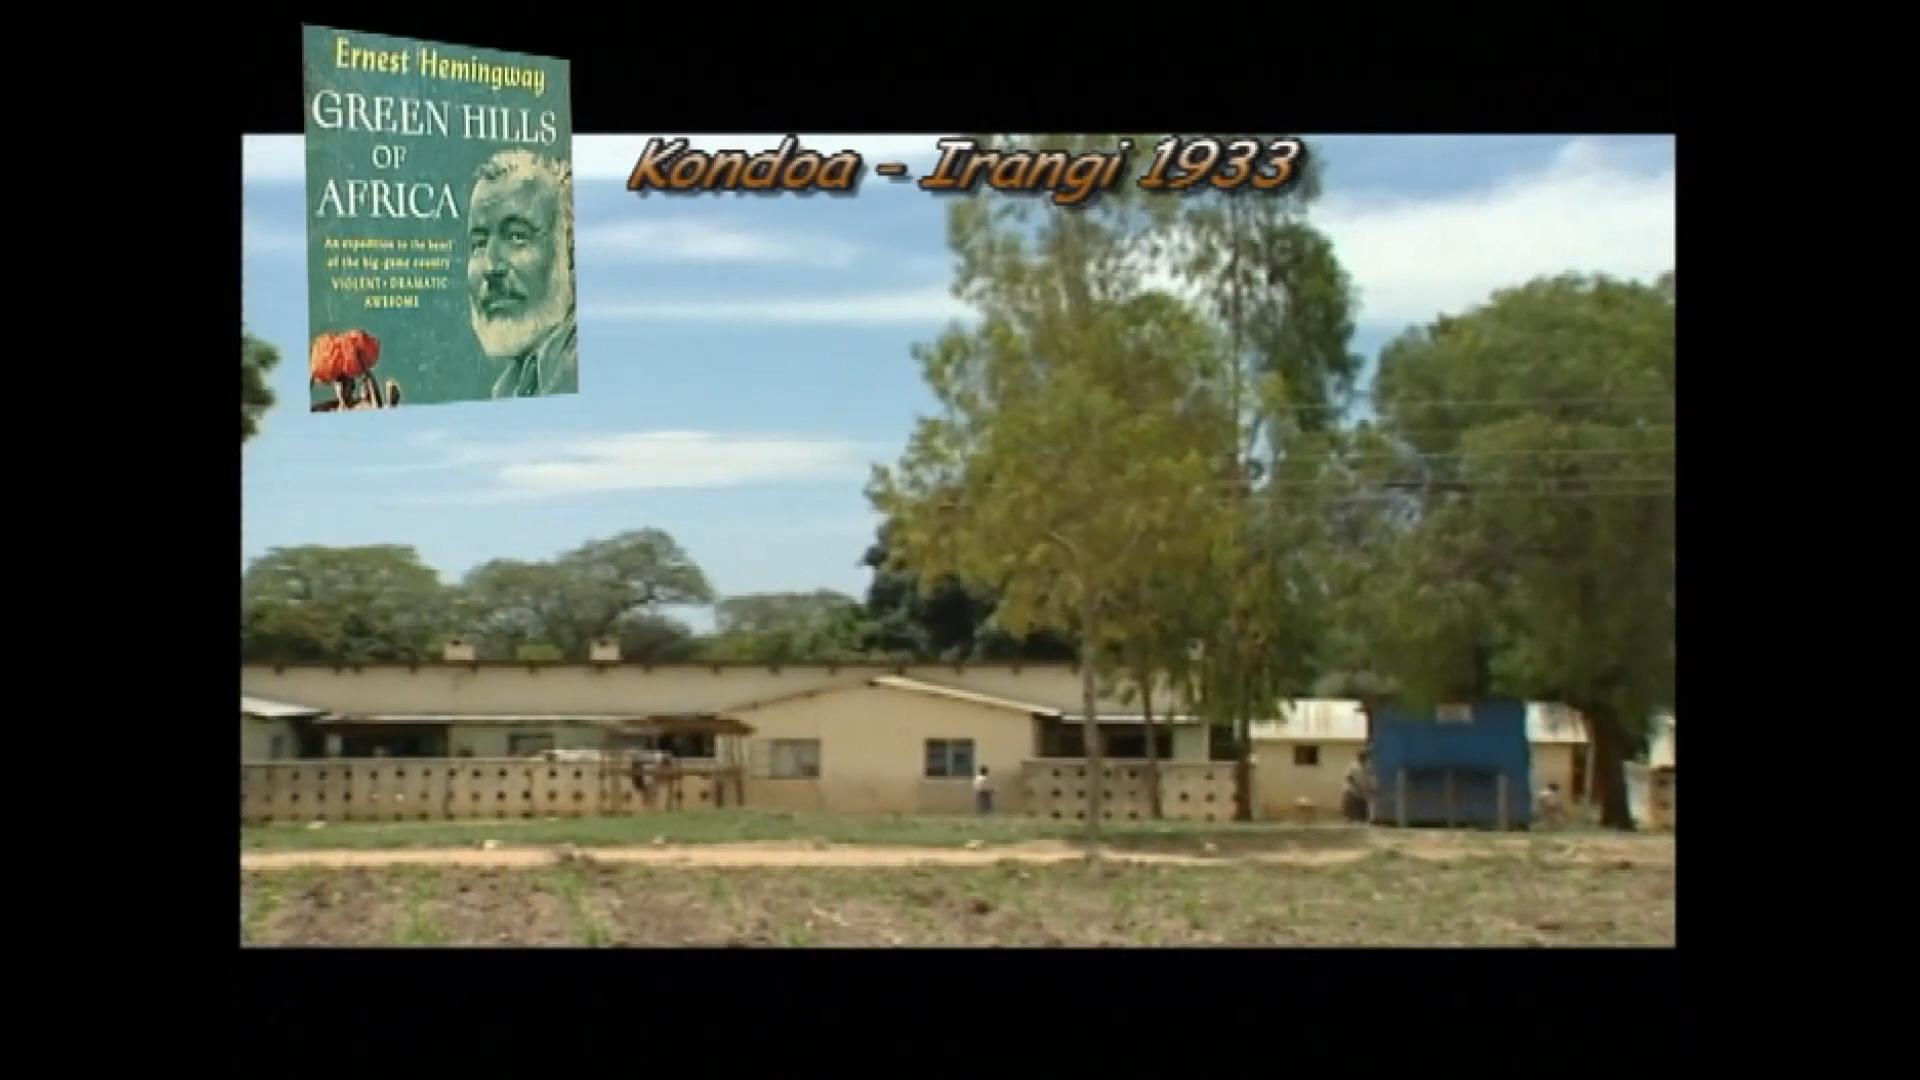 Ernest Hemingway
GREEN HILLS
OF
AFRICA
An expedition to the heart
of the big-game country
VIOLENT • DRAMATIC
AWESOME
Kondoa - Irangi 1933